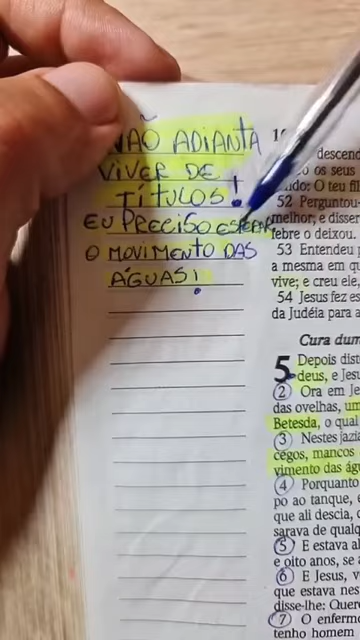 NÃO ADIANTA
VIVER DE
TÍTULOS!
EU PRECISO ESPERAR
O MOVIMENTO DAS
ÁGUAS!
descend
o os seus
ndo: O teu fil
52 Perguntou-
melhor; e disser
febre o deixou.
53 Entendeu
a mesma em qu
vive; e creu ele,
54 Jesus fez es
da Judéia para a
Cura dum
5 Depois dist
deus, e Jesu
2 Ora em Je
das ovelhas, um
Betesda, o qual
3 Nestes jazi
cegos, mancos
vimento das águ
4 Porquanto
po ao tanque, e
que ali descia,
sarava de qualq
5 E estava al
e oito anos, se a
6 E Jesus, v
que estava nes
disse-lhe: Quer
7 O enfermo
tenho homem